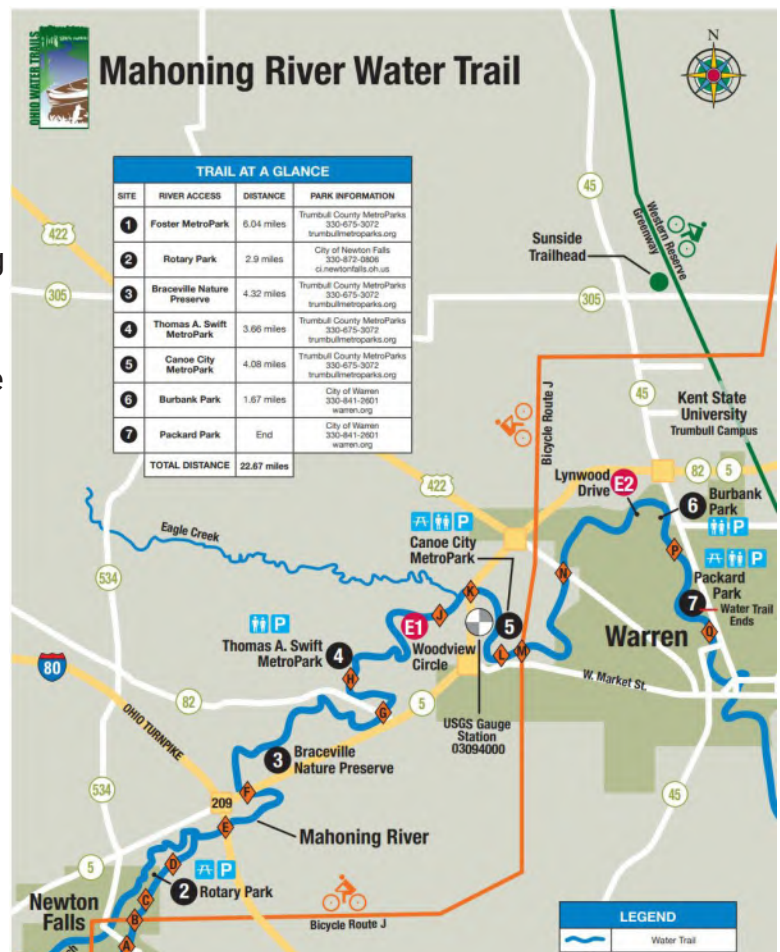 OHIO WATER TRAILS
Mahoning River Water Trail
N
TRAIL AT A GLANCE
SITE RIVER ACCESS DISTANCE PARK INFORMATION
1 Foster MetroPark 6.04 miles Trumbull County MetroParks
330-675-3072
trumbullmetroparks.org
2 Rotary Park 2.9 miles City of Newton Falls
330-872-0806
ci.newtonfalls.oh.us
3 Braceville Nature
Preserve 4.32 miles Trumbull County MetroParks
330-675-3072
trumbullmetroparks.org
4 Thomas A. Swift
MetroPark 3.66 miles Trumbull County MetroParks
330-675-3072
trumbullmetroparks.org
5 Canoe City
MetroPark 4.08 miles Trumbull County MetroParks
330-675-3072
trumbullmetroparks.org
6 Burbank Park 1.67 miles City of Warren
330-841-2601
warren.org
7 Packard Park End City of Warren
330-841-2601
warren.org
TOTAL DISTANCE 22.67 miles
g
e
422
305
45
Western Reserve
Greenway
Sunside
Trailhead
305
45
Kent State
University
Trumbull Campus
Bicycle Route J
82
5
422
Lynwood
Drive
E2
6
Burbank
Park
P
Canoe City
MetroPark
P
Eagle Creek
534
K
N
P
P
Packard
Park
7
Water Trail
Ends
O
5
J
E1
Woodview
Circle
P
Thomas A. Swift
MetroPark
4
L
M
Warren
H
W. Market St.
80
82
OHIO TURNPIKE
G
5
USGS Gauge
Station
03094000
3
Braceville
Nature Preserve
534
F
209
E
Mahoning River
45
5
D
P
2
Rotary Park
Newton
Falls
C
B
A
Bicycle Route J
LEGEND
Water Trail